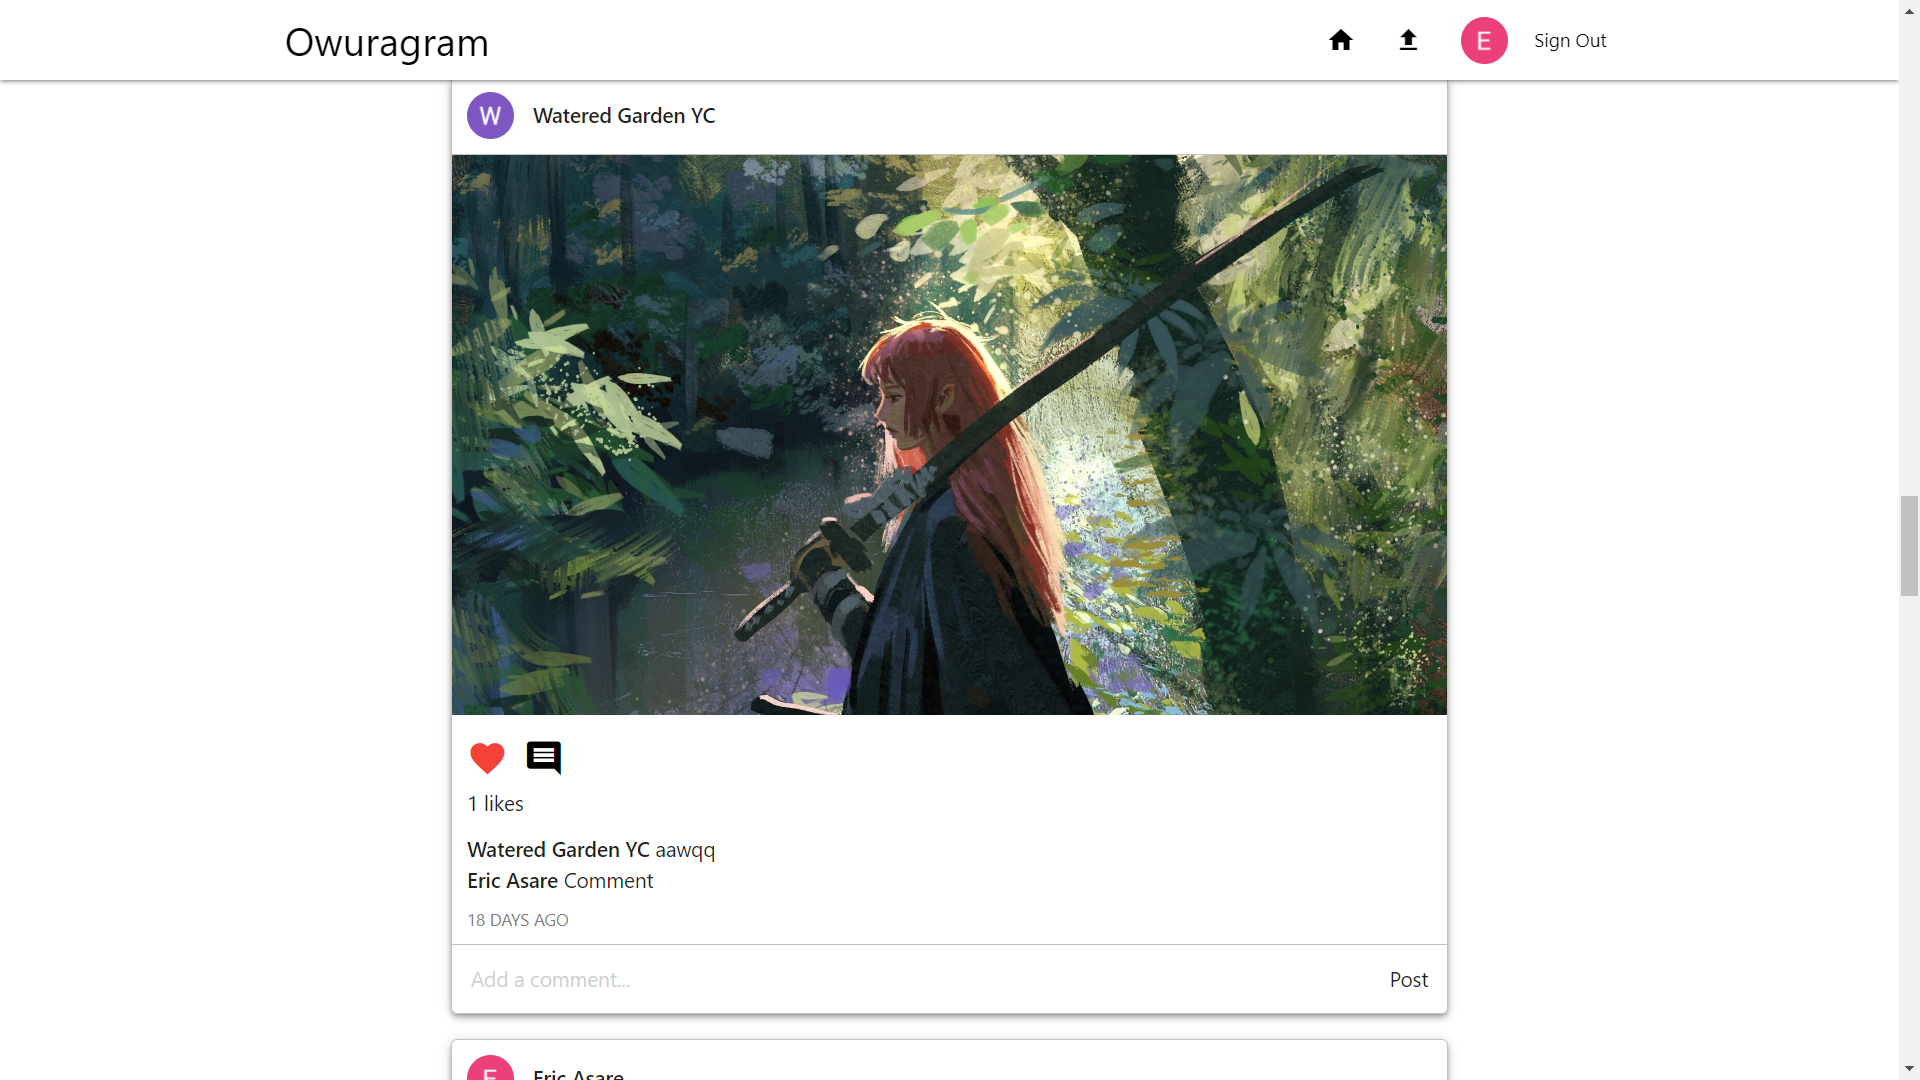 Owuragram
E
Sign Out
W
Watered Garden YC
1 likes
Watered Garden YC aawqq
Eric Asare Comment
18 DAYS AGO
Add a comment...
Post
E
Eric Asare